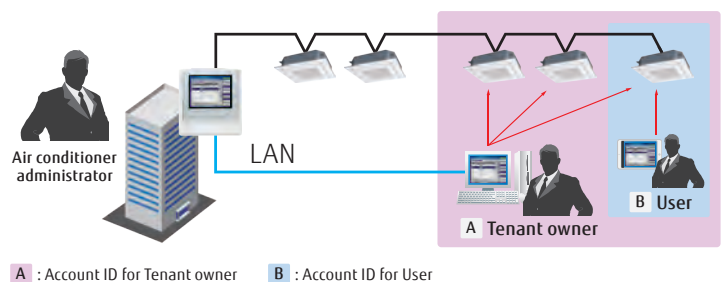 Air conditioner
administrator
LAN
B User
A Tenant owner
A : Account ID for Tenant owner
B : Account ID for User